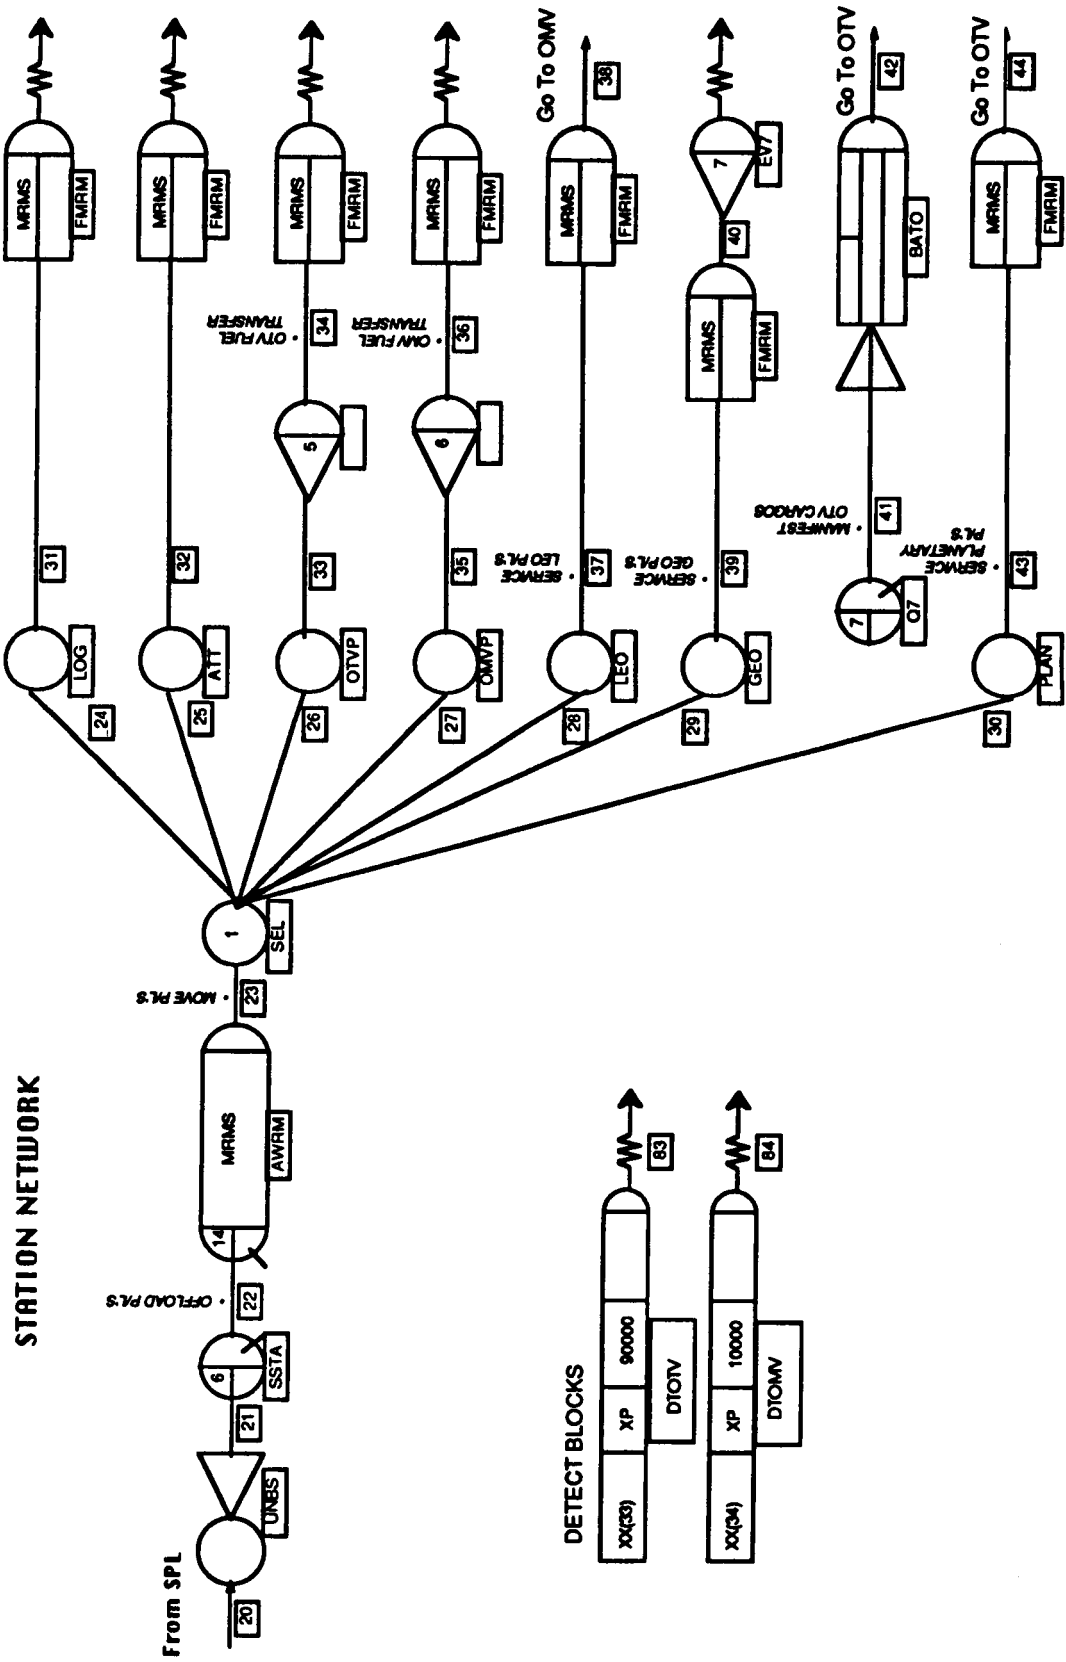 STATION NETWORK
From SPL
20
UNBS
21
6
SSTA
22
• OFFLOAD P/L'S
14
MRMS
AWRM
23
• MOVE P/L'S
1
SEL
24
LOG
31
MRMS
FMRM
25
ATT
32
MRMS
FMRM
26
OTVP
33
5
34
• OTV FUEL
TRANSFER
MRMS
FMRM
27
OMVP
35
6
36
• OMV FUEL
TRANSFER
MRMS
FMRM
28
LEO
37
• SERVICE
LEO P/L'S
MRMS
FMRM
38
Go To OMV
29
GEO
39
• SERVICE
GEO P/L'S
MRMS
FMRM
40
7
EV7
7
Q7
41
• MANIFEST
OTV CARGOS
BATO
42
Go To OTV
30
PLAN
43
• SERVICE
PLANETARY
P/L'S
MRMS
FMRM
44
Go To OTV
DETECT BLOCKS
XX(33)
XP
90000
DTOTV
83
XX(34)
XP
10000
DTOMV
84